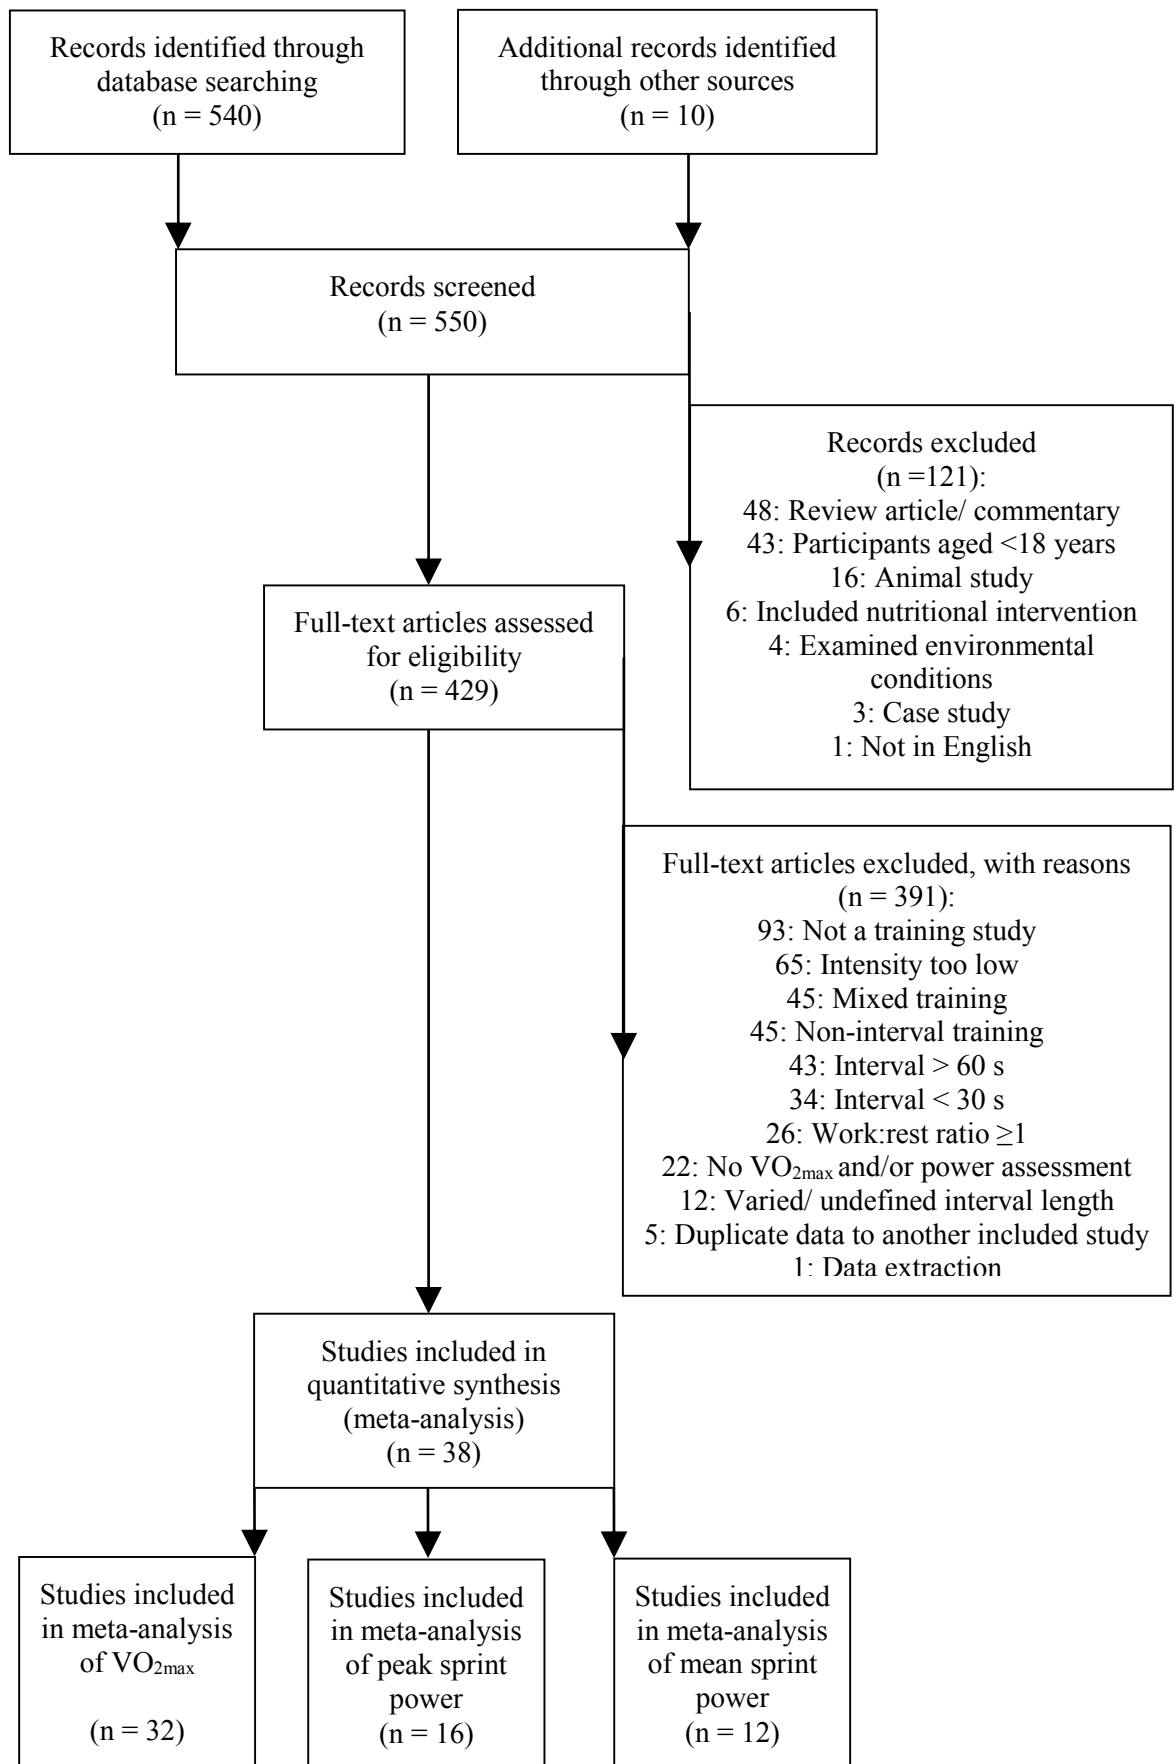 Records identified through
database searching
(n = 540)
Additional records identified
through other sources
(n = 10)
Records screened
(n = 550)
Records excluded
(n =121):
48: Review article/ commentary
43: Participants aged <18 years
16: Animal study
6: Included nutritional intervention
4: Examined environmental
conditions
3: Case study
1: Not in English
Full-text articles assessed
for eligibility
(n = 429)
Full-text articles excluded, with reasons
(n = 391):
93: Not a training study
65: Intensity too low
45: Mixed training
45: Non-interval training
43: Interval > 60 s
34: Interval < 30 s
26: Work:rest ratio ≥1
22: No VO2max and/or power assessment
12: Varied/ undefined interval length
5: Duplicate data to another included study
1: Data extraction
Studies included in
quantitative synthesis
(meta-analysis)
(n = 38)
Studies included
in meta-analysis
of VO2max
(n = 32)
Studies included
in meta-analysis
of peak sprint
power
(n = 16)
Studies included
in meta-analysis
of mean sprint
power
(n = 12)